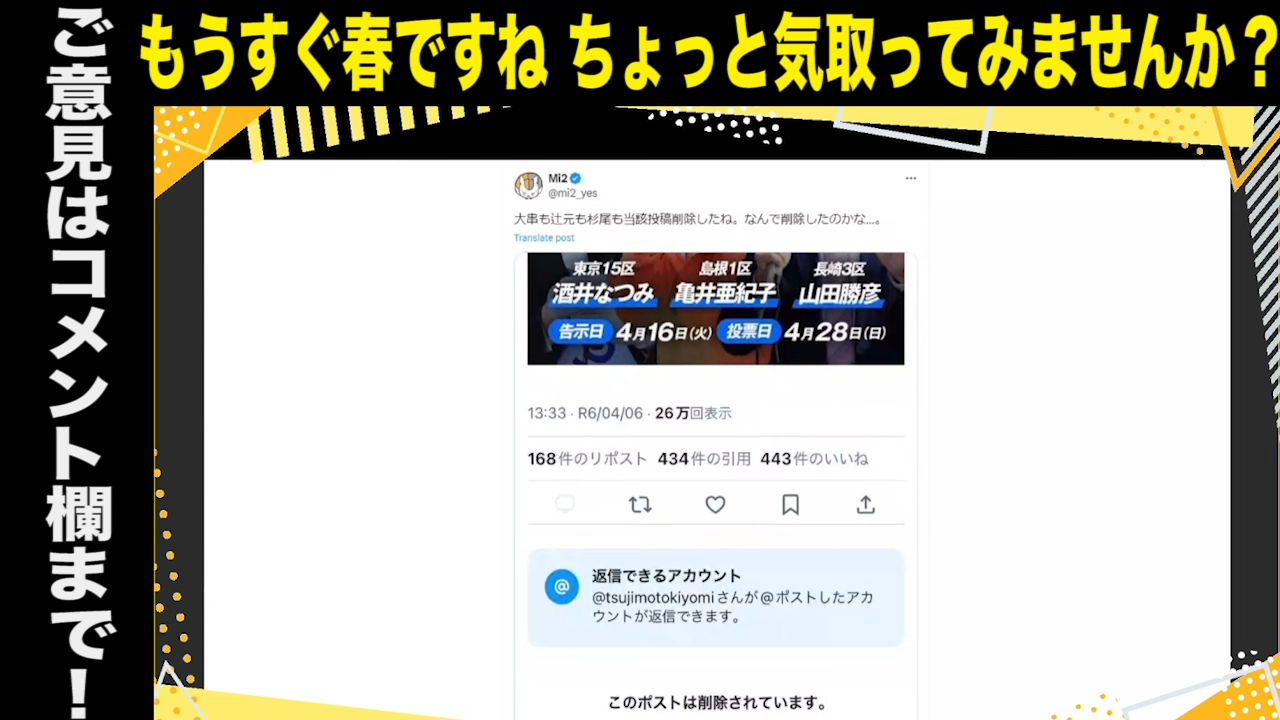 もうすぐ春ですね ちょっと気取ってみませんか？
ご意見はコメント欄まで！
Mi2
@mi2_yes
大串も辻元も杉尾も当該投稿削除したね。なんで削除したのかな...。
Translate post
東京15区 島根1区 長崎3区
酒井なつみ 亀井亜紀子 山田勝彦
告示日 4月16日(火) 投票日 4月28日(日)
13:33 · R6/04/06 · 26万回表示
168件のリポスト 434件の引用 443件のいいね
@
返信できるアカウント
@tsujimotokiyomiさんが@ポストしたアカ
ウントが返信できます。
このポストは削除されています。